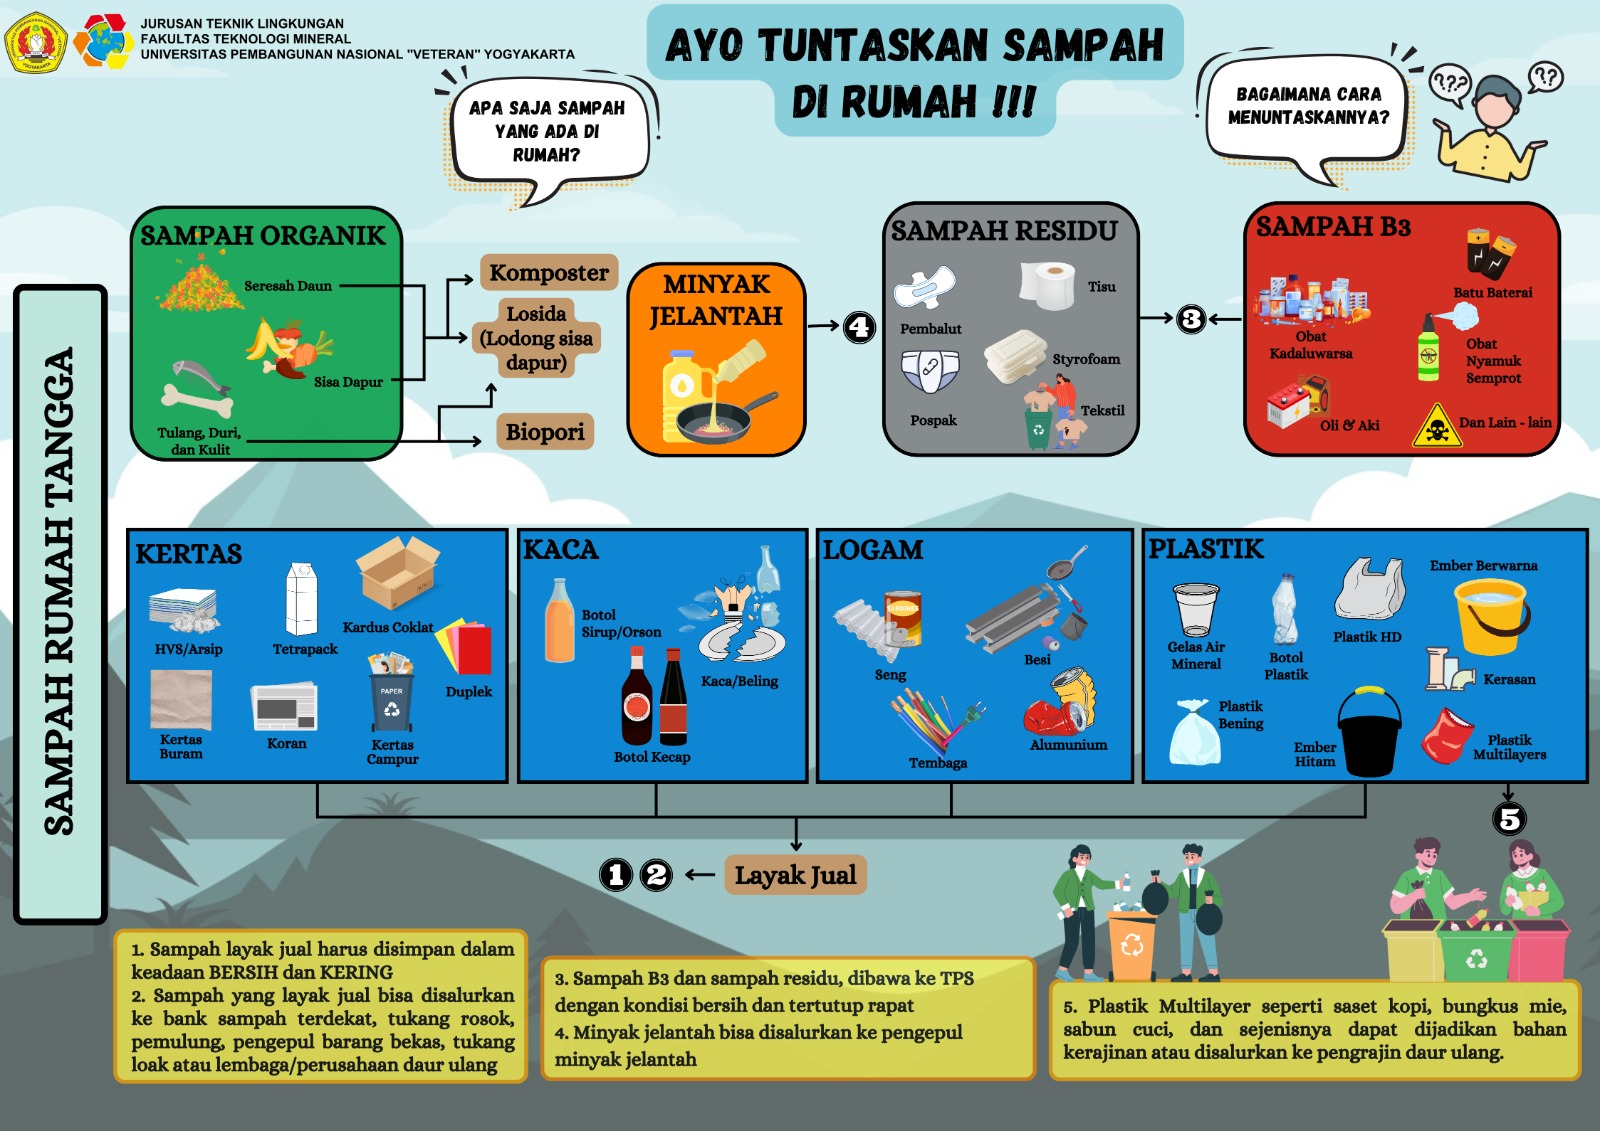 JURUSAN TEKNIK LINGKUNGAN
FAKULTAS TEKNOLOGI MINERAL
UNIVERSITAS PEMBANGUNAN NASIONAL "VETERAN" YOGYAKARTA
AYO TUNTASKAN SAMPAH
DI RUMAH !!!
APA SAJA SAMPAH
YANG ADA DI
RUMAH?
BAGAIMANA CARA
MENUNTASKANNYA?
???
??
SAMPAH RUMAH TANGGA
SAMPAH ORGANIK
Seresah Daun
Sisa Dapur
Tulang, Duri,
dan Kulit
Komposter
Losida
(Lodong sisa
dapur)
Biopori
MINYAK
JELANTAH
4
SAMPAH RESIDU
Pembalut
Tisu
Styrofoam
Pospak
Tekstil
3
SAMPAH B3
Batu Baterai
Obat
Kadaluwarsa
Obat
Nyamuk
Semprot
Oli & Aki
Dan Lain - lain
KERTAS
HVS/Arsip
Tetrapack
Kardus Coklat
Duplek
Kertas
Buram
Koran
PAPER
Kertas
Campur
KACA
Botol
Sirup/Orson
Kaca/Beling
Botol Kecap
LOGAM
SARDINES
Seng
Besi
Tembaga
Alumunium
PLASTIK
Gelas Air
Mineral
Botol
Plastik
Plastik HD
Ember Berwarna
Kerasan
Plastik
Bening
Ember
Hitam
Plastik
Multilayers
5
1 2
Layak Jual
1. Sampah layak jual harus disimpan dalam
keadaan BERSIH dan KERING
2. Sampah yang layak jual bisa disalurkan
ke bank sampah terdekat, tukang rosok,
pemulung, pengepul barang bekas, tukang
loak atau lembaga/perusahaan daur ulang
3. Sampah B3 dan sampah residu, dibawa ke TPS
dengan kondisi bersih dan tertutup rapat
4. Minyak jelantah bisa disalurkan ke pengepul
minyak jelantah
5. Plastik Multilayer seperti saset kopi, bungkus mie,
sabun cuci, dan sejenisnya dapat dijadikan bahan
kerajinan atau disalurkan ke pengrajin daur ulang.